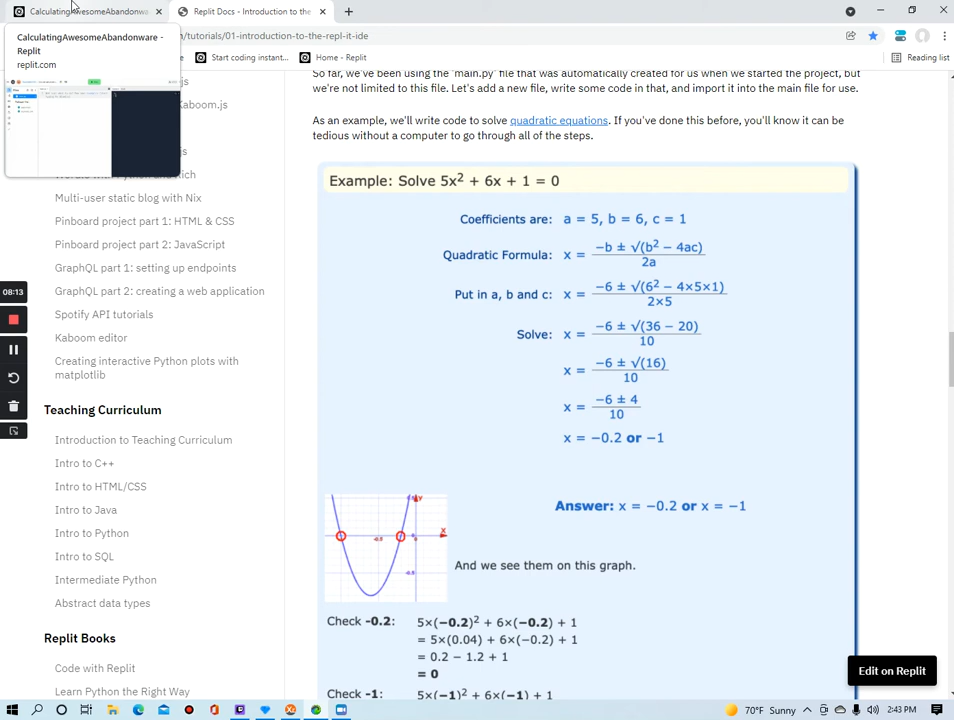 CalculatingAwesomeAbandonwa
Replit Docs - Introduction to the
CalculatingAwesomeAbandonware -
Replit
replit.com
/tutorials/01-introduction-to-the-repl-it-ide
Start coding instant...
Home - Replit
Reading list
So far, we've been using the 'main.py' file that was automatically created for us when we started the project, but
we're not limited to this file. Let's add a new file, write some code in that, and import it into the main file for use.
As an example, we'll write code to solve quadratic equations. If you've done this before, you'll know it can be
tedious without a computer to go through all of the steps.
Kaboom.js
Multi-user static blog with Nix
Pinboard project part 1: HTML & CSS
Pinboard project part 2: JavaScript
GraphQL part 1: setting up endpoints
GraphQL part 2: creating a web application
Spotify API tutorials
Kaboom editor
Creating interactive Python plots with
matplotlib
Teaching Curriculum
Introduction to Teaching Curriculum
Intro to C++
Intro to HTML/CSS
Intro to Java
Intro to Python
Intro to SQL
Intermediate Python
Abstract data types
Replit Books
Code with Replit
Learn Python the Right Way
08:13
Example: Solve 5x² + 6x + 1 = 0
Coefficients are: a = 5, b = 6, c = 1
Quadratic Formula: x = −b ± √(b² − 4ac)
2a
Put in a, b and c: x = −6 ± √(6² − 4×5×1)
2×5
Solve: x = −6 ± √(36 − 20)
10
x = −6 ± √(16)
10
x = −6 ± 4
10
x = −0.2 or −1
Answer: x = −0.2 or x = −1
And we see them on this graph.
y
x
-0.5
Check -0.2: 5×(−0.2)² + 6×(−0.2) + 1
= 5×(0.04) + 6×(−0.2) + 1
= 0.2 − 1.2 + 1
= 0
Check -1: 5×(−1)² + 6×(−1) + 1
Edit on Replit
70°F Sunny
2:43 PM